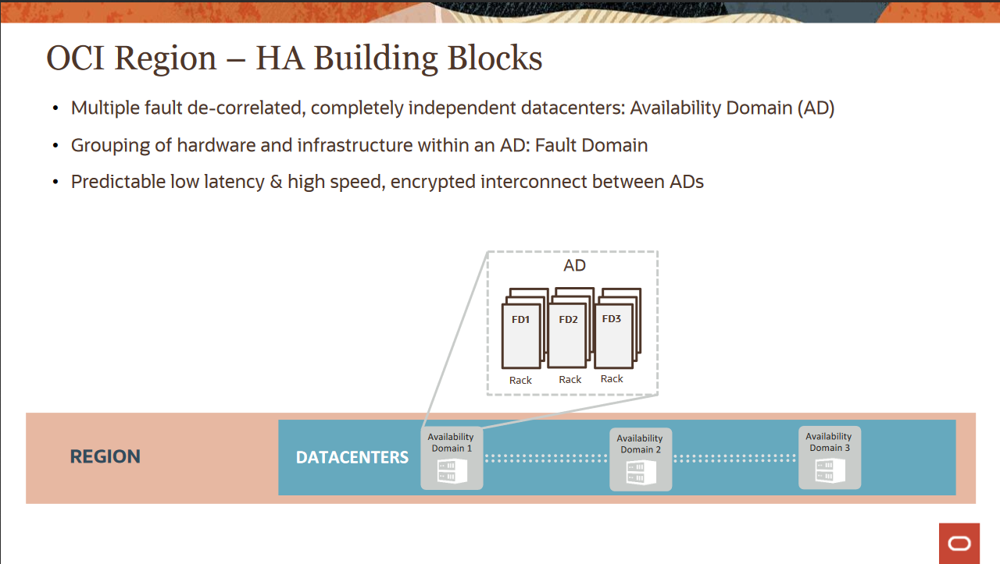 OCI Region – HA Building Blocks
• Multiple fault de-correlated, completely independent datacenters: Availability Domain (AD)
• Grouping of hardware and infrastructure within an AD: Fault Domain
• Predictable low latency & high speed, encrypted interconnect between ADs
AD
FD1
FD2
FD3
Rack
Rack
Rack
REGION
DATACENTERS
Availability
Domain 1
Availability
Domain 2
Availability
Domain 3